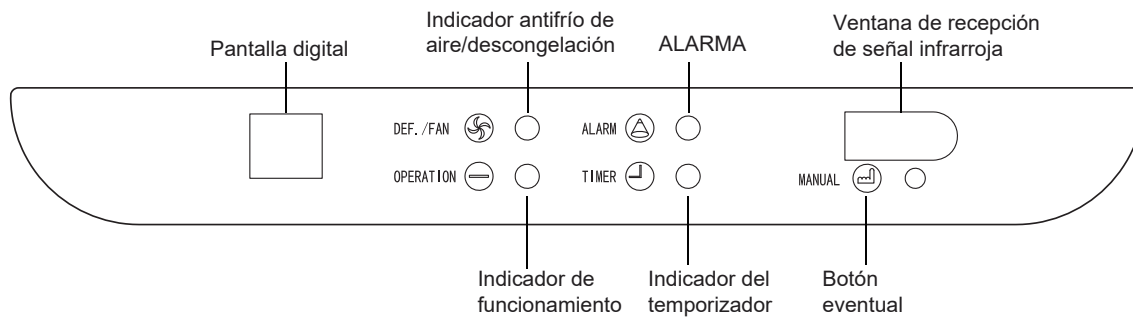 Indicador antifrío de
aire/descongelación
Ventana de recepción
de señal infrarroja
Pantalla digital
ALARMA
DEF./FAN
ALARM
OPERATION
TIMER
MANUAL
Indicador de
funcionamiento
Indicador del
temporizador
Botón
eventual